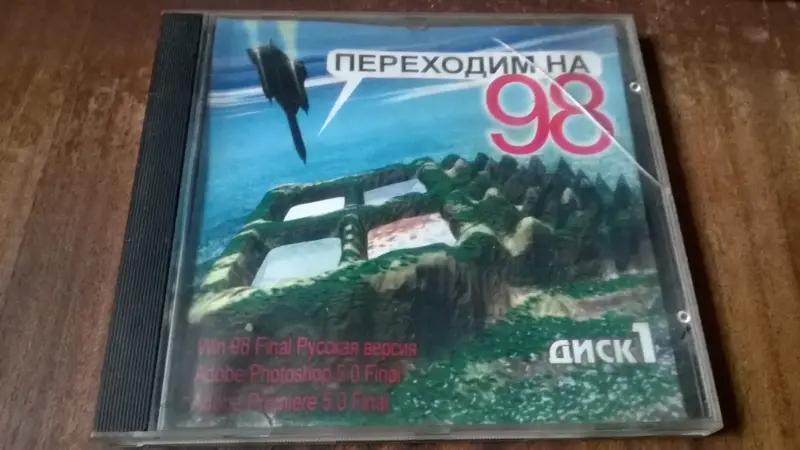 ПЕРЕХОДИМ НА
98
Win 98 Final Русская версия
Adobe Photoshop 5.0 Final
Adobe Premiere 5.0 Final
ДИСК 1